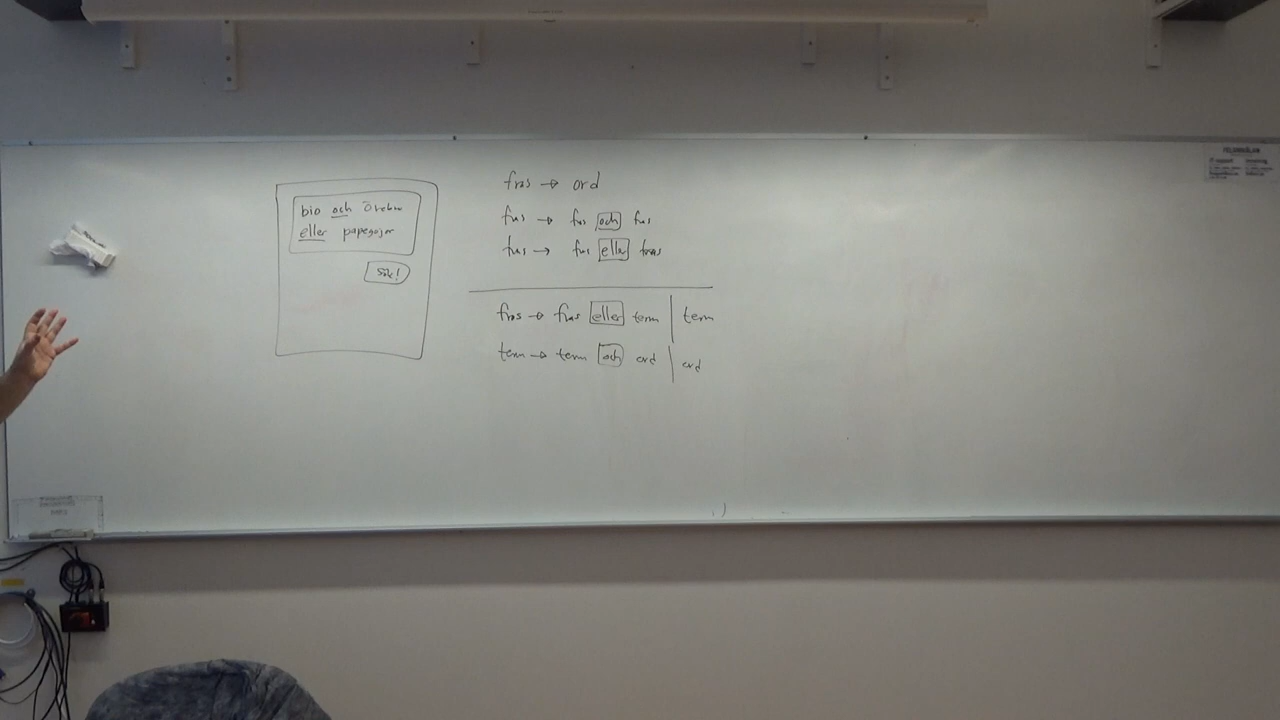 bio och Örebro
eller papegojor
Sök!
fras → ord
fras → fras och fras
fras → fras eller fras
fras → fras eller term | term
term → term och ord | ord
FELANMÄLAN